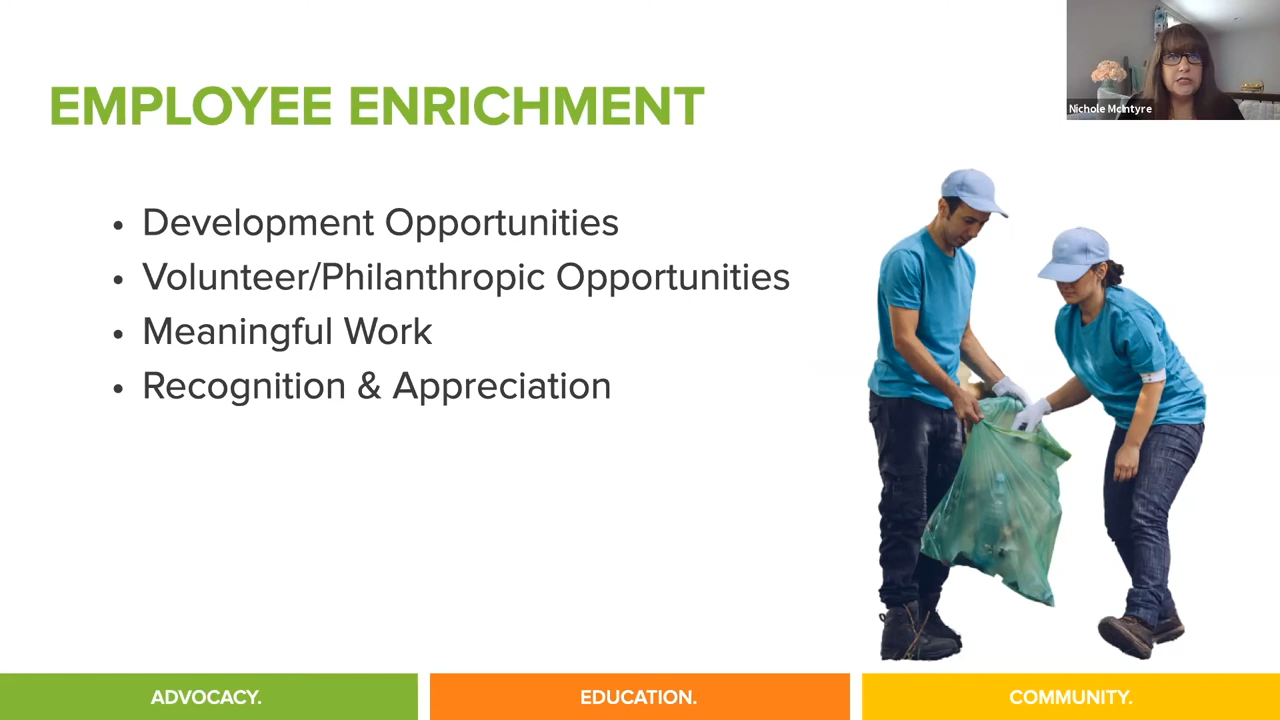 EMPLOYEE ENRICHMENT
Nichole McIntyre
• Development Opportunities
• Volunteer/Philanthropic Opportunities
• Meaningful Work
• Recognition & Appreciation
ADVOCACY.
EDUCATION.
COMMUNITY.